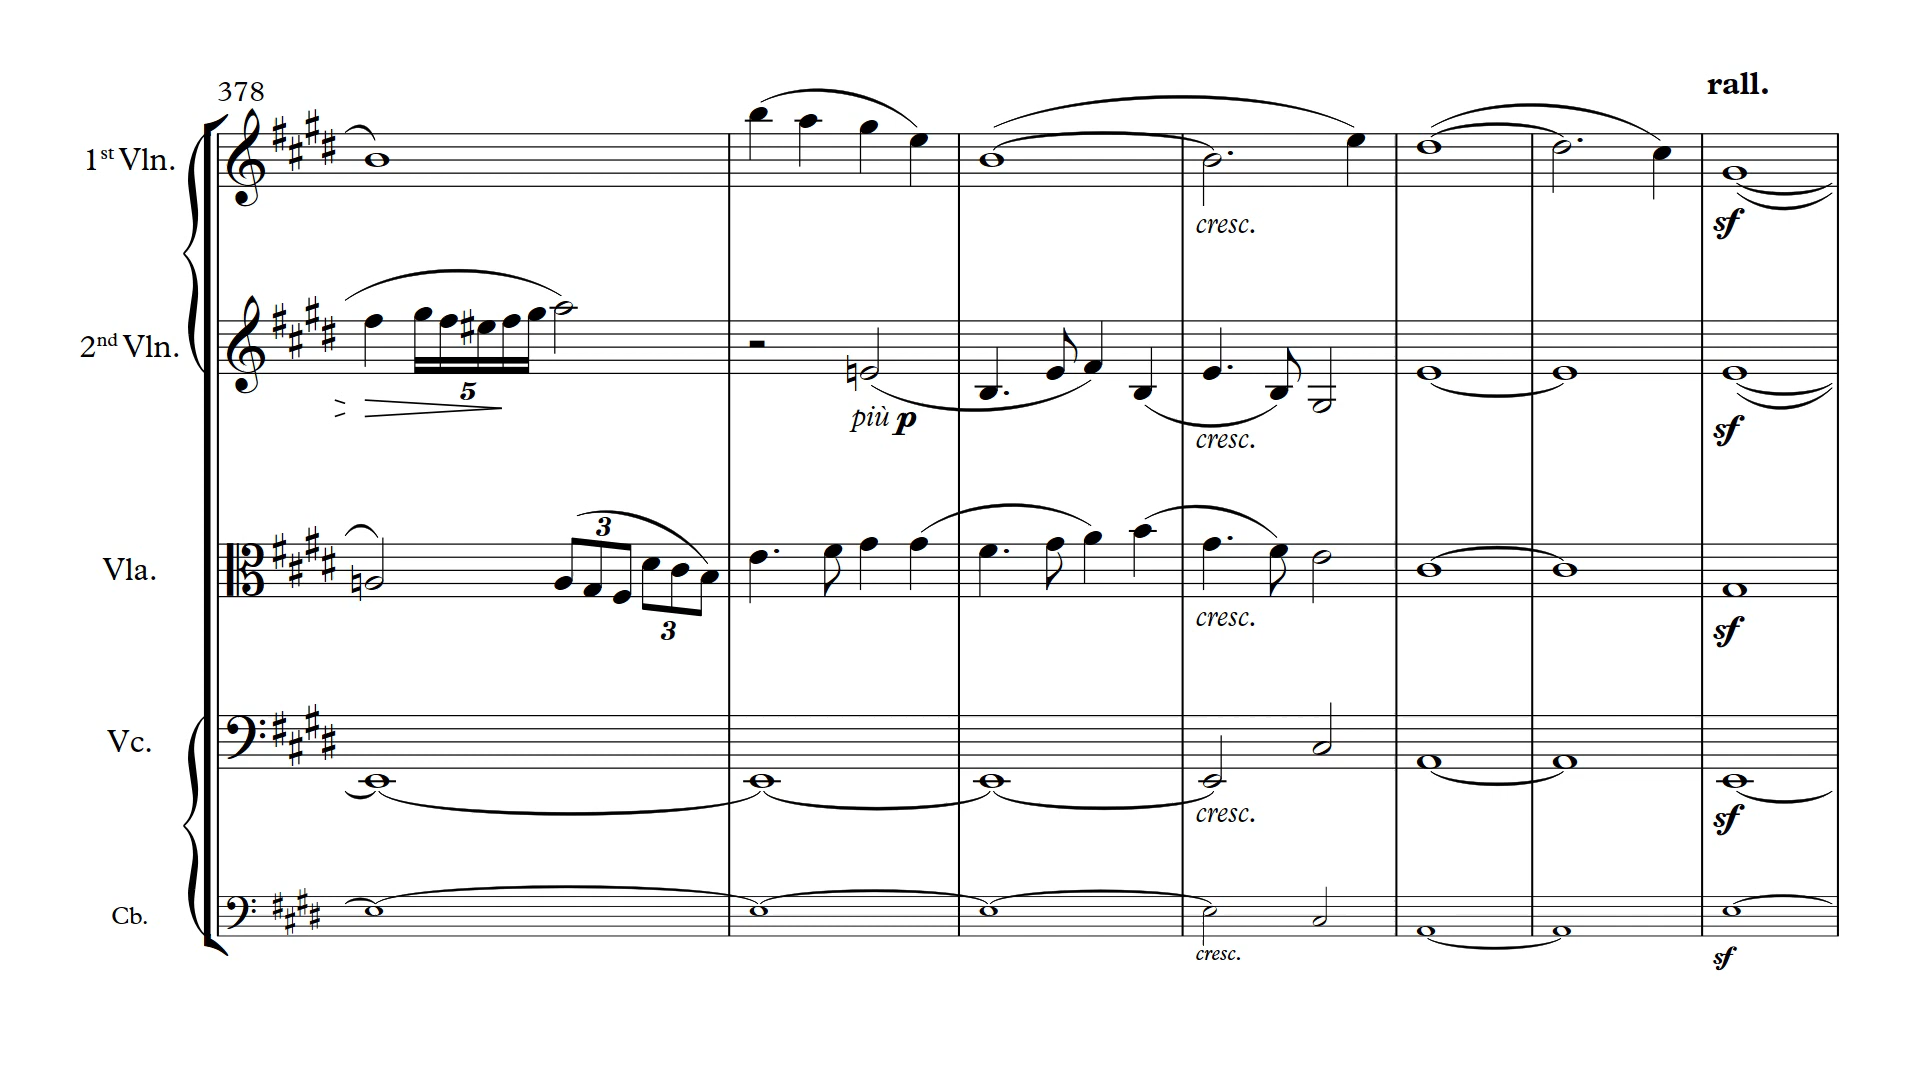 rall.
378
1st Vln.
cresc.
sf
2nd Vln.
5
più p
cresc.
sf
3
Vla.
cresc.
3
sf
Vc.
cresc.
sf
Cb.
cresc.
sf